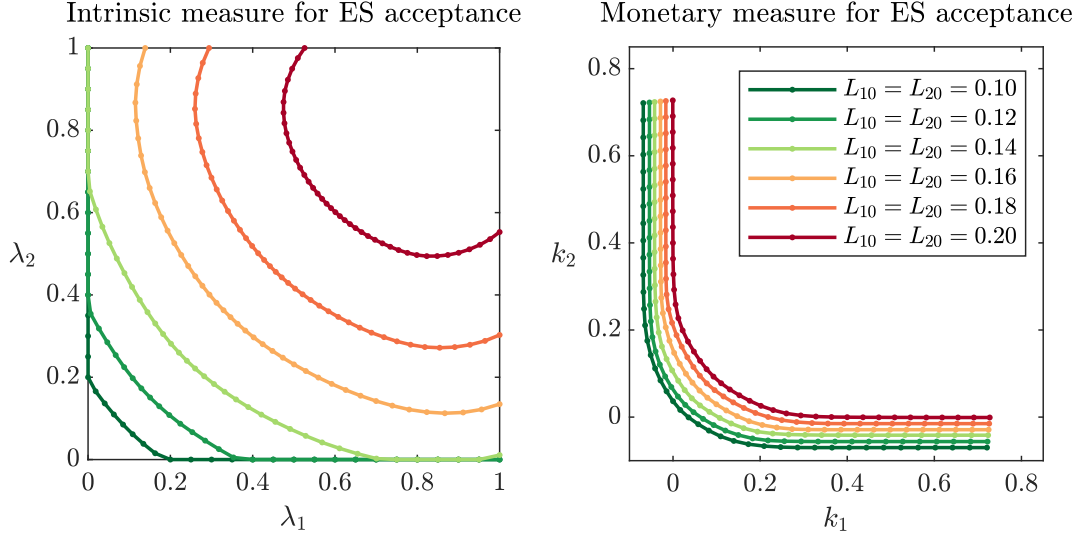 Intrinsic measure for ES acceptance
1
0.8
0.6
λ₂
0.4
0.2
0
0 0.2 0.4 0.6 0.8 1
λ₁
Monetary measure for ES acceptance
0.8
0.6
0.4
k₂
0.2
0
0 0.2 0.4 0.6 0.8
k₁
L₁₀ = L₂₀ = 0.10
L₁₀ = L₂₀ = 0.12
L₁₀ = L₂₀ = 0.14
L₁₀ = L₂₀ = 0.16
L₁₀ = L₂₀ = 0.18
L₁₀ = L₂₀ = 0.20